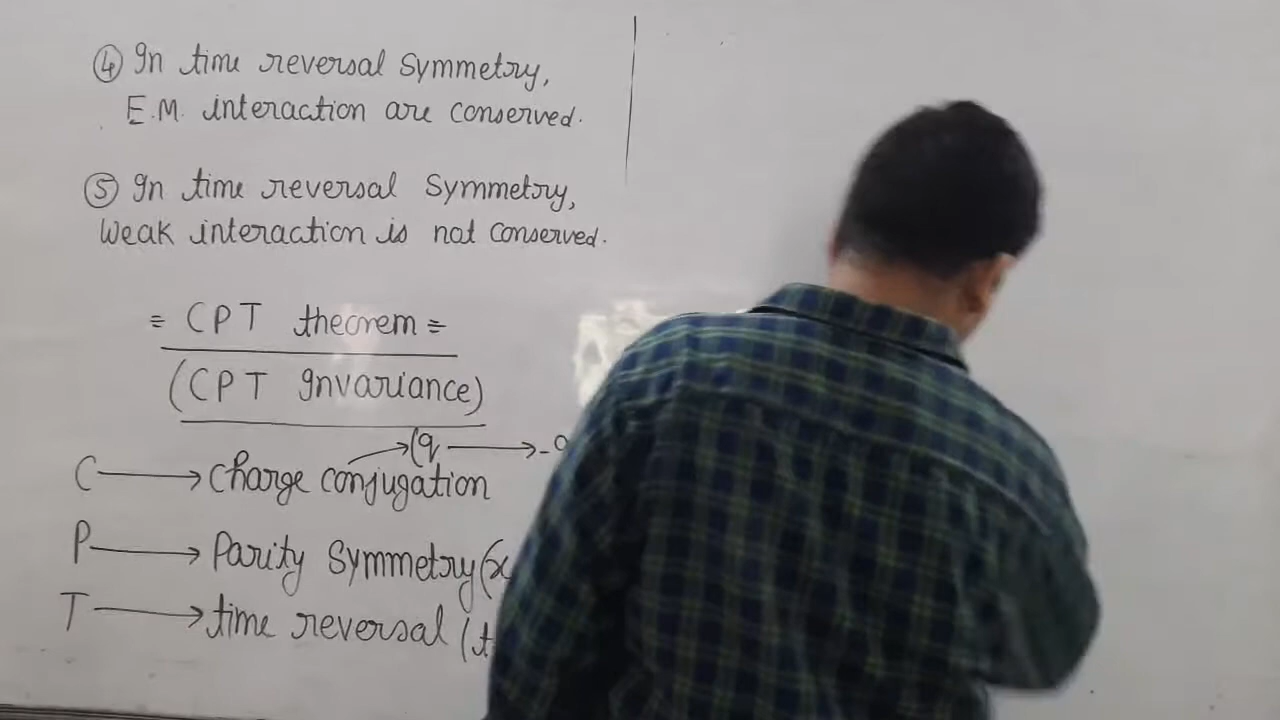 ④ In time reversal Symmetry,
E.M. interaction are conserved.
⑤ In time reversal Symmetry,
Weak interaction is not conserved.
= CPT theorem =
(CPT Invariance)
(q ⟶ -q
C ⟶ Charge conjugation
P ⟶ Parity Symmetry (x
T ⟶ time reversal (t